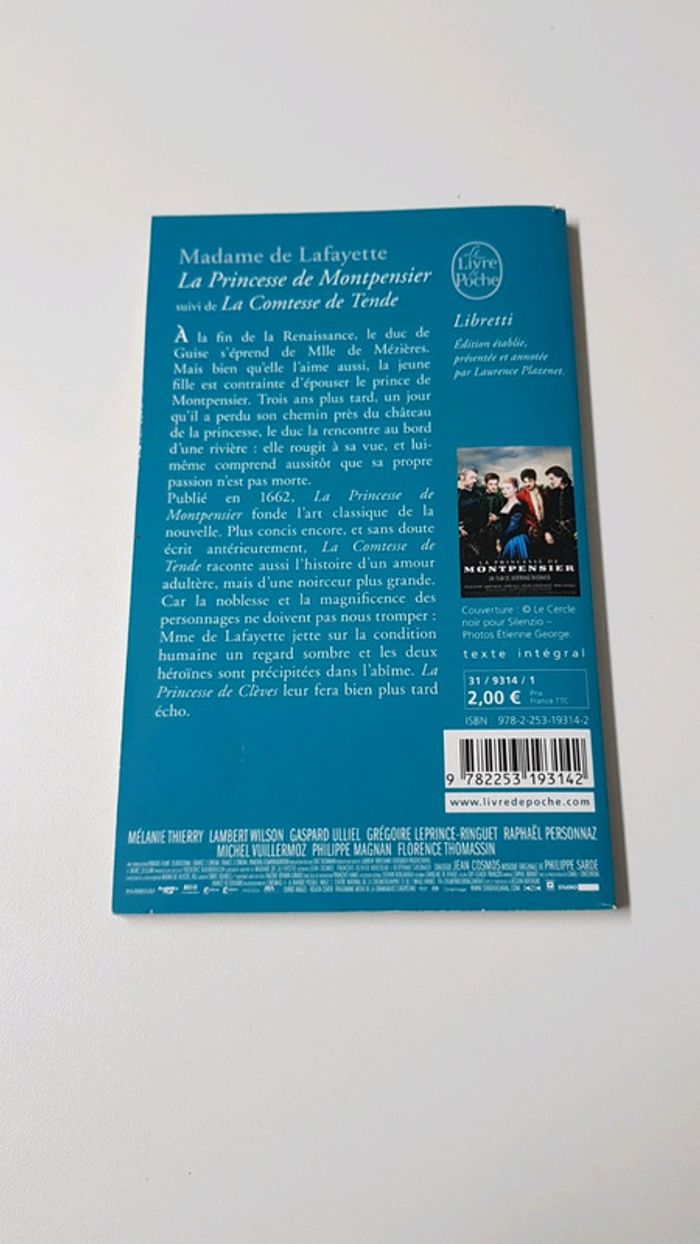 Madame de Lafayette
La Princesse de Montpensier
suivi de La Comtesse de Tende
À la fin de la Renaissance, le duc de
Guise s'éprend de Mlle de Mézières.
Mais bien qu'elle l'aime aussi, la jeune
fille est contrainte d'épouser le prince de
Montpensier. Trois ans plus tard, un jour
qu'il a perdu son chemin près du château
de la princesse, le duc la rencontre au bord
d'une rivière : elle rougit à sa vue, et lui-
même comprend aussitôt que sa propre
passion n'est pas morte.
Publié en 1662, La Princesse de
Montpensier fonde l'art classique de la
nouvelle. Plus concis encore, et sans doute
écrit antérieurement, La Comtesse de
Tende raconte aussi l'histoire d'un amour
adultère, mais d'une noirceur plus grande.
Car la noblesse et la magnificence des
personnages ne doivent pas nous tromper :
Mme de Lafayette jette sur la condition
humaine un regard sombre et les deux
héroïnes sont précipitées dans l'abîme. La
Princesse de Clèves leur fera bien plus tard
écho.
Le
Livre
de
Poche
Libretti
Édition établie,
présentée et annotée
par Laurence Plazenet.
LA PRINCESSE DE
MONTPENSIER
UN FILM DE BERTRAND TAVERNIER
Couverture : © Le Cercle
noir pour Silenzio –
Photos Étienne George.
texte intégral
31 / 9314 / 1
2,00 € Prix
France TTC
ISBN 978-2-253-19314-2
9 782253 193142
www.livredepoche.com
MÉLANIE THIERRY LAMBERT WILSON GASPARD ULLIEL GRÉGOIRE LEPRINCE-RINGUET RAPHAËL PERSONNAZ
MICHEL VUILLERMOZ PHILIPPE MAGNAN FLORENCE THOMASSIN
JEAN COSMOS MUSIQUE ORIGINALE DE PHILIPPE SARDE